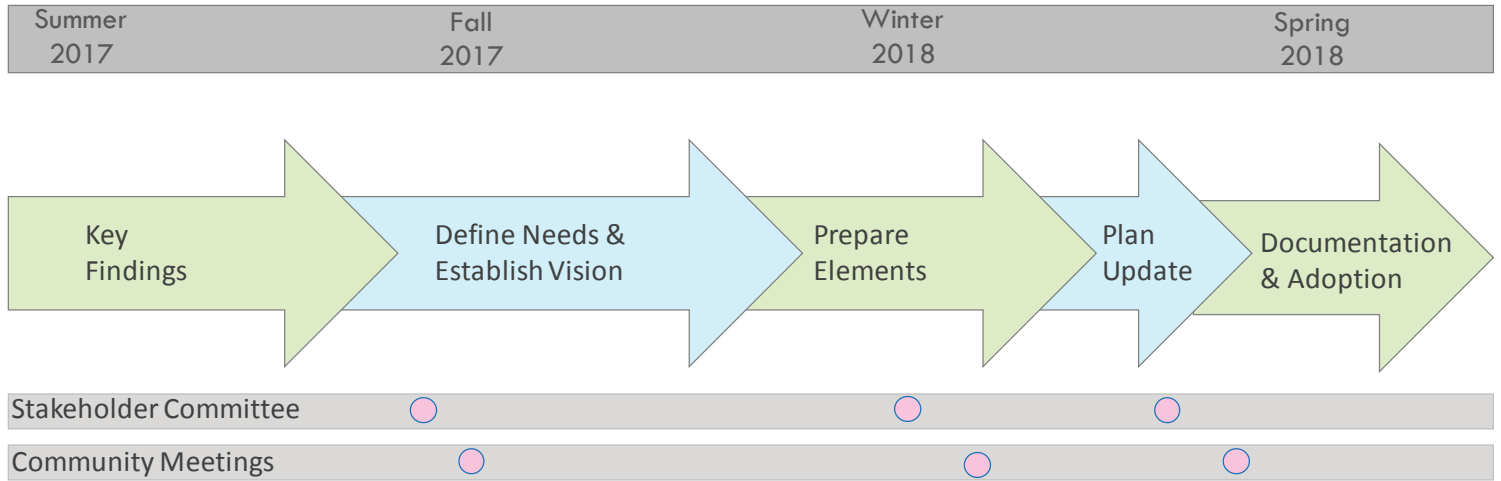 Summer
2017
Fall
2017
Winter
2018
Spring
2018
Key
Findings
Define Needs &
Establish Vision
Prepare
Elements
Plan
Update
Documentation
& Adoption
Stakeholder Committee
Community Meetings